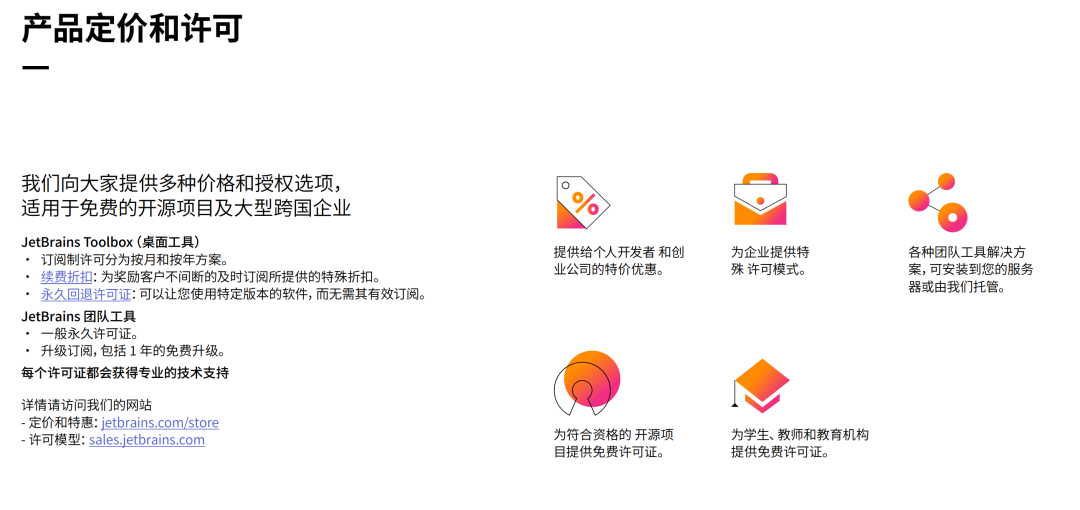 产品定价和许可
我们向大家提供多种价格和授权选项，
适用于免费的开源项目及大型跨国企业
JetBrains Toolbox（桌面工具）
• 订阅制许可分为按月和按年方案。
• 续费折扣：为奖励客户不间断的及时订阅所提供的特殊折扣。
• 永久回退许可证：可以让您使用特定版本的软件，而无需其有效订阅。
JetBrains 团队工具
• 一般永久许可证。
• 升级订阅，包括 1 年的免费升级。
每个许可证都会获得专业的技术支持
详情请访问我们的网站
- 定价和特惠：jetbrains.com/store
- 许可模型：sales.jetbrains.com
%
提供给个人开发者 和创
业公司的特价优惠。
为企业提供特
殊 许可模式。
各种团队工具解决方
案，可安装到您的服务
器或由我们托管。
为符合资格的 开源项
目提供免费许可证。
为学生、教师和教育机构
提供免费许可证。